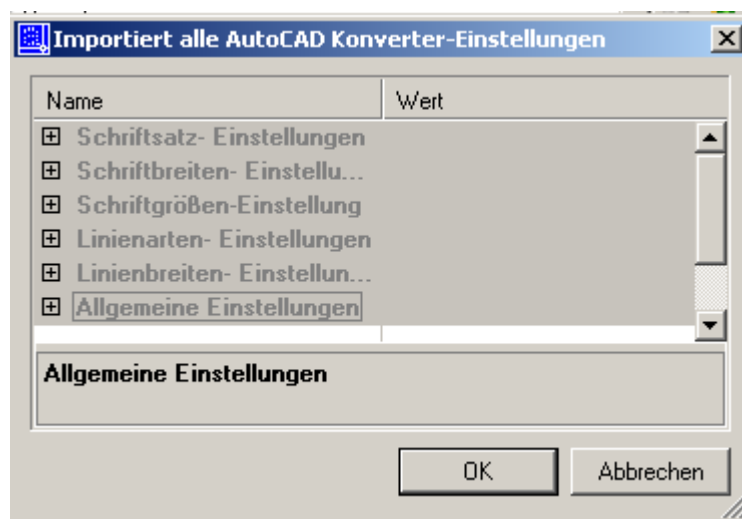 Importiert alle AutoCAD Konverter-Einstellungen
Name Wert
Schriftsatz- Einstellungen
Schriftbreiten- Einstellu...
Schriftgrößen-Einstellung
Linienarten- Einstellungen
Linienbreiten- Einstellun...
Allgemeine Einstellungen
Allgemeine Einstellungen
OK Abbrechen